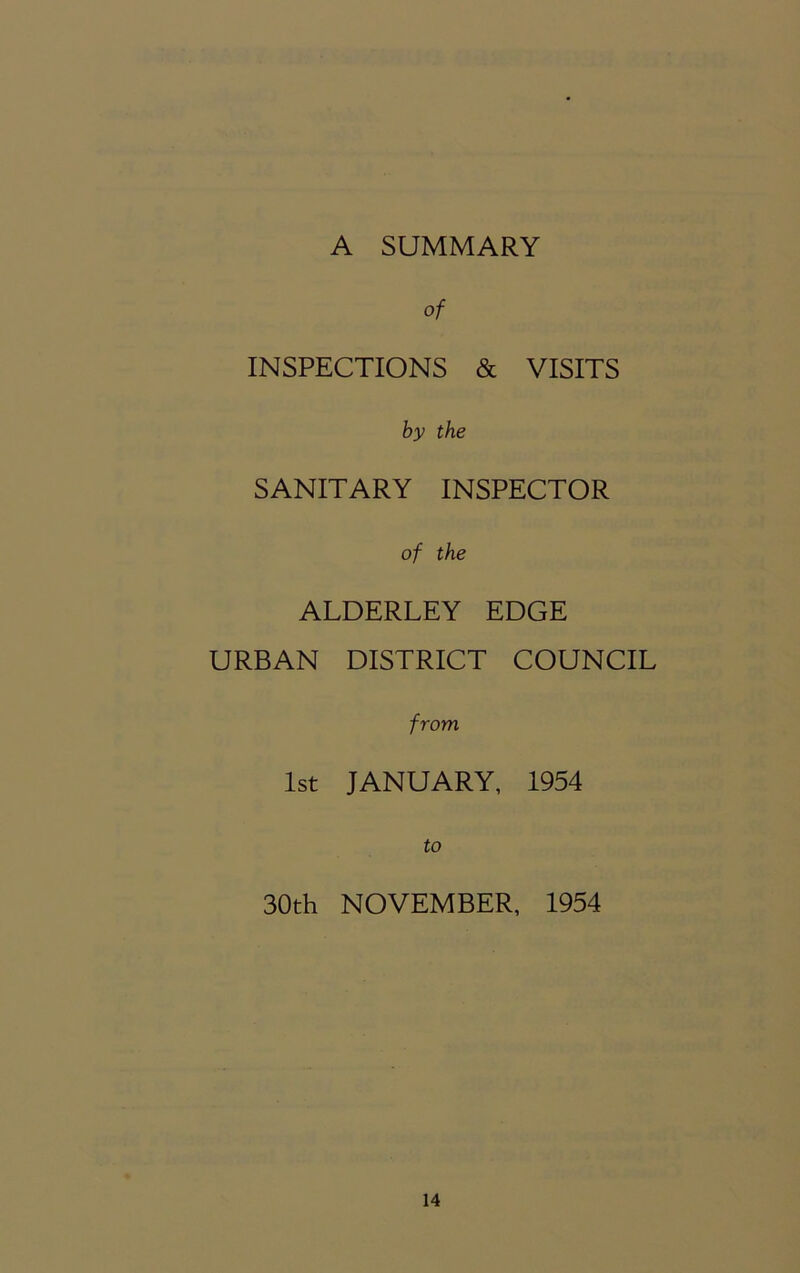 A SUMMARY
of
INSPECTIONS & VISITS
by the
SANITARY INSPECTOR
of the
ALDERLEY EDGE
URBAN DISTRICT COUNCIL
from
1st JANUARY, 1954
to
30th NOVEMBER, 1954
14